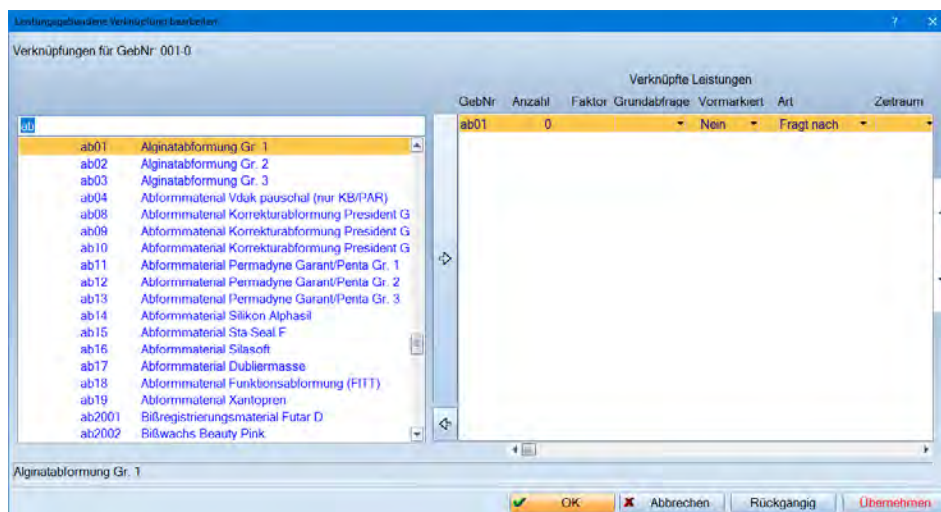 Leistungsgebundene Verknüpfung bearbeiten
Verknüpfungen für GebNr: 001-0
Verknüpfte Leistungen
GebNr Anzahl Faktor Grundabfrage Vormarkiert Art Zeitraum
ab
ab01 0 Nein Fragt nach
ab01 Alginatabformung Gr. 1
ab02 Alginatabformung Gr. 2
ab03 Alginatabformung Gr. 3
ab04 Abformmaterial Vdak pauschal (nur KB/PAR)
ab08 Abformmaterial Korrekturabformung President G
ab09 Abformmaterial Korrekturabformung President G
ab10 Abformmaterial Korrekturabformung President G
ab11 Abformmaterial Permadyne Garant/Penta Gr. 1
ab12 Abformmaterial Permadyne Garant/Penta Gr. 2
ab13 Abformmaterial Permadyne Garant/Penta Gr. 3
ab14 Abformmaterial Silikon Alphasil
ab15 Abformmaterial Sta Seal F
ab16 Abformmaterial Silasoft
ab17 Abformmaterial Dubliermasse
ab18 Abformmaterial Funktionsabformung (FITT)
ab19 Abformmaterial Xantopren
ab2001 Bißregistrierungsmaterial Futar D
ab2002 Bißwachs Beauty Pink
Alginatabformung Gr. 1
OK Abbrechen Rückgängig Übernehmen